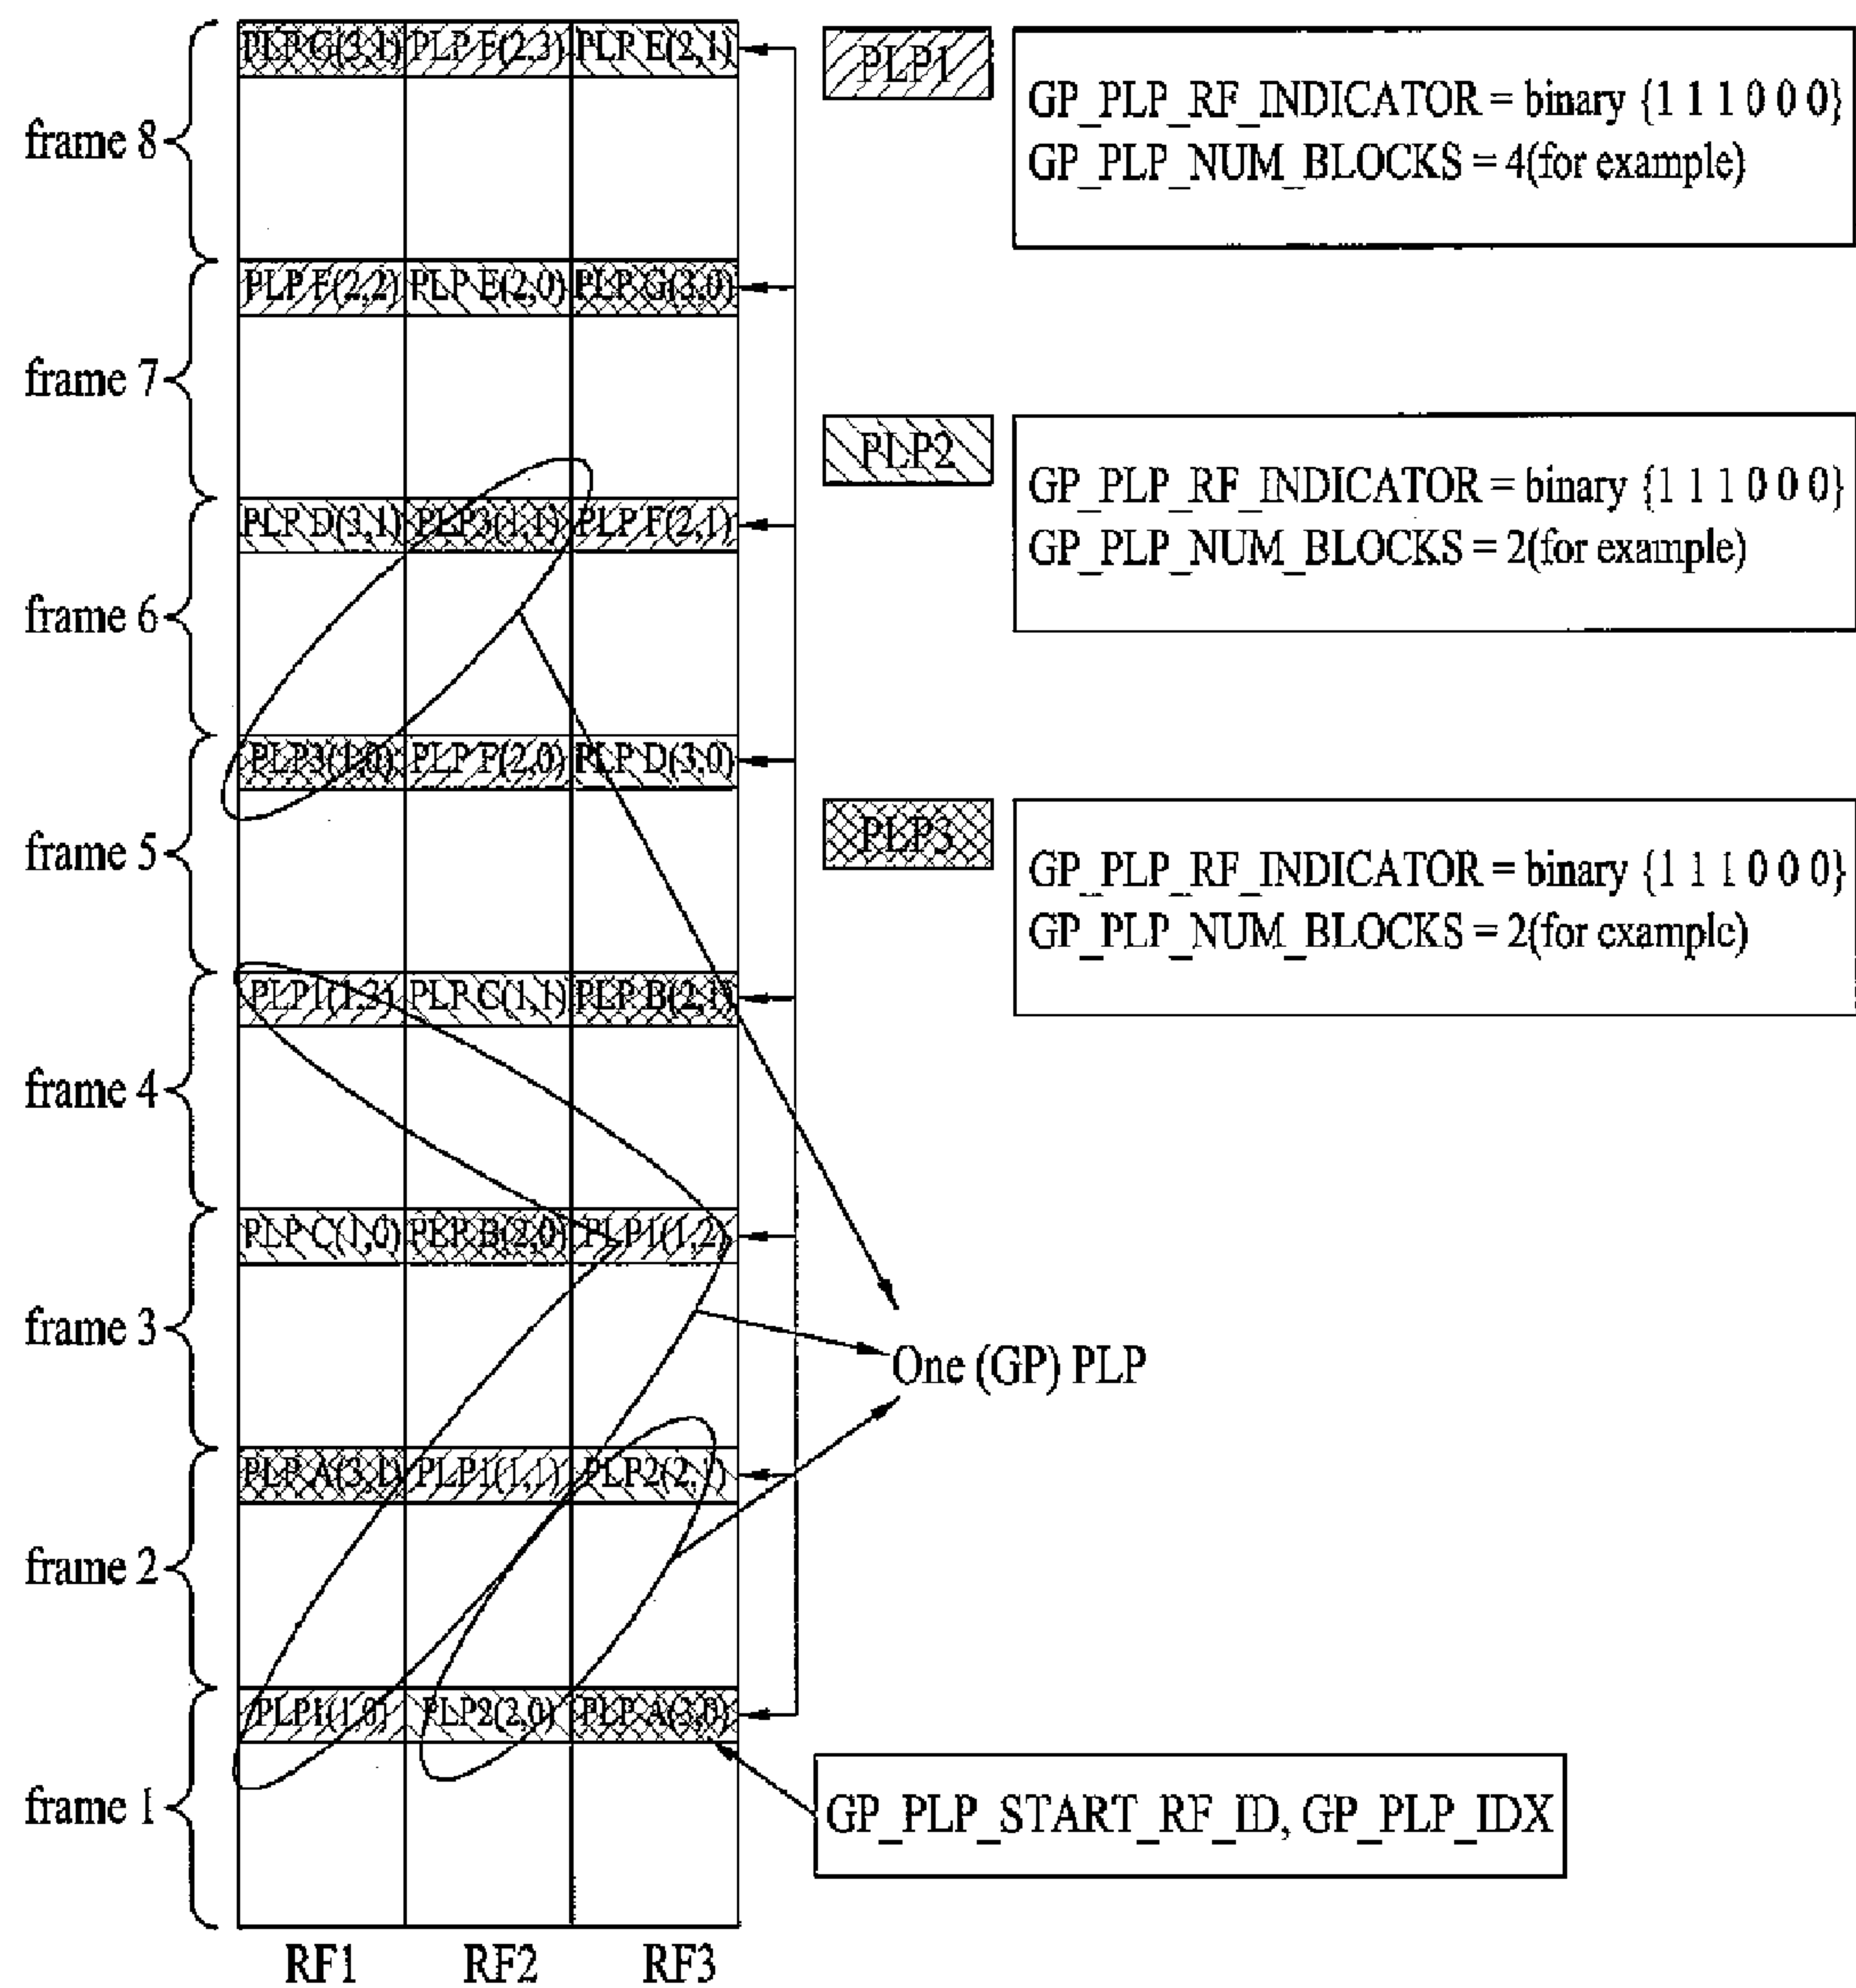 frame 8
PLP G(3,1) PLP F(2,3) PLP E(2,1)
frame 7
PLP F(2,2) PLP E(2,0) PLP G(3,0)
frame 6
PLP D(3,1) PLP3(1,1) PLP F(2,1)
frame 5
PLP3(1,0) PLP F(2,0) PLP D(3,0)
frame 4
PLP1(1,3) PLP C(1,1) PLP B(2,1)
frame 3
PLP C(1,0) PLP B(2,0) PLP1(1,2)
frame 2
PLP A(3,1) PLP1(1,1) PLP2(2,1)
frame 1
PLP1(1,0) PLP2(2,0) PLP A(3,0)
RF1 RF2 RF3
PLP1
GP_PLP_RF_INDICATOR = binary {1 1 1 0 0 0}
GP_PLP_NUM_BLOCKS = 4(for example)
PLP2
GP_PLP_RF_INDICATOR = binary {1 1 1 0 0 0}
GP_PLP_NUM_BLOCKS = 2(for example)
PLP3
GP_PLP_RF_INDICATOR = binary {1 1 1 0 0 0}
GP_PLP_NUM_BLOCKS = 2(for example)
One (GP) PLP
GP_PLP_START_RF_ID, GP_PLP_IDX